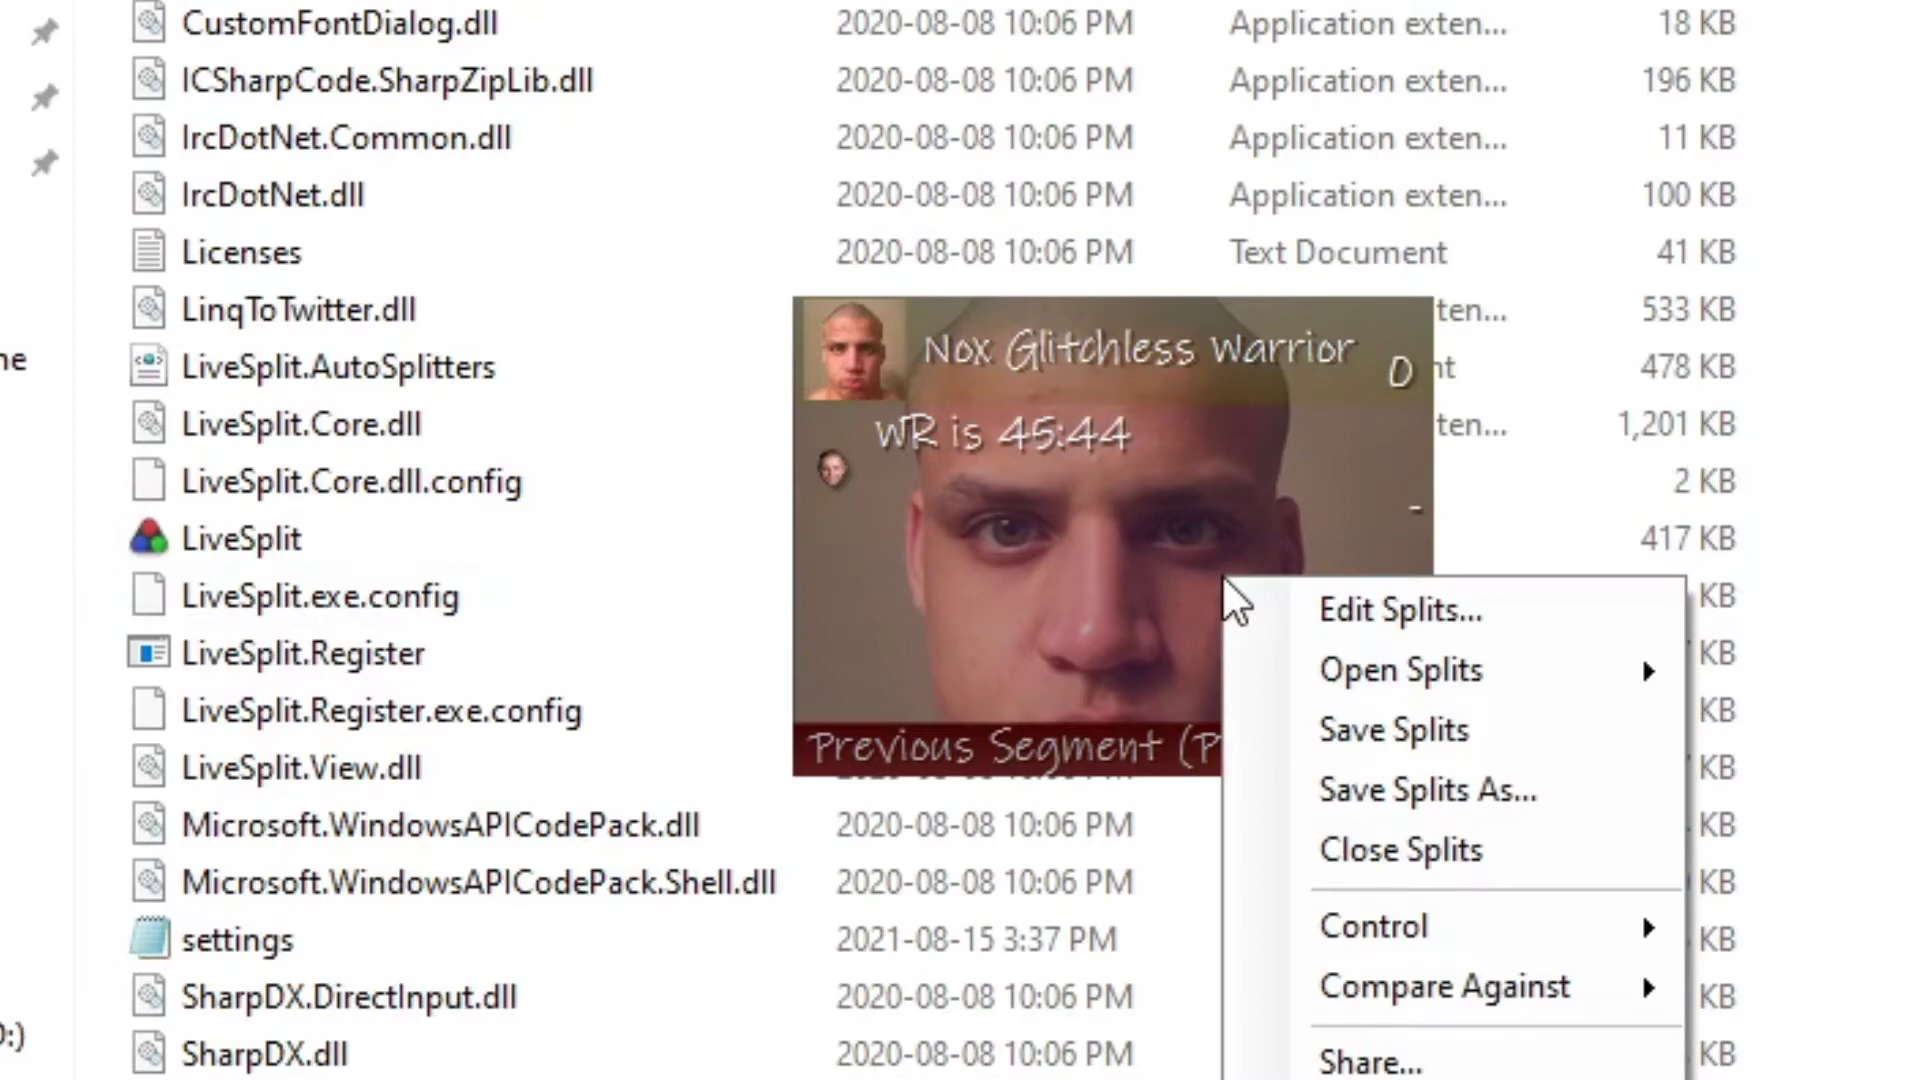 CustomFontDialog.dll 2020-08-08 10:06 PM Application exten... 18 KB
ICSharpCode.SharpZipLib.dll 2020-08-08 10:06 PM Application exten... 196 KB
IrcDotNet.Common.dll 2020-08-08 10:06 PM Application exten... 11 KB
IrcDotNet.dll 2020-08-08 10:06 PM Application exten... 100 KB
Licenses 2020-08-08 10:06 PM Text Document 41 KB
LinqToTwitter.dll ten... 533 KB
Nox Glitchless Warrior
ne LiveSplit.AutoSplitters 0 nt 478 KB
LiveSplit.Core.dll WR is 45:44 ten... 1,201 KB
LiveSplit.Core.dll.config 2 KB
-
LiveSplit 417 KB
LiveSplit.exe.config Edit Splits... KB
LiveSplit.Register Open Splits KB
LiveSplit.Register.exe.config Save Splits KB
Previous Segment (P
LiveSplit.View.dll Save Splits As... KB
Microsoft.WindowsAPICodePack.dll 2020-08-08 10:06 PM Close Splits KB
Microsoft.WindowsAPICodePack.Shell.dll 2020-08-08 10:06 PM KB
settings 2021-08-15 3:37 PM Control KB
SharpDX.DirectInput.dll 2020-08-08 10:06 PM Compare Against KB
:)
SharpDX.dll 2020-08-08 10:06 PM Share... KB